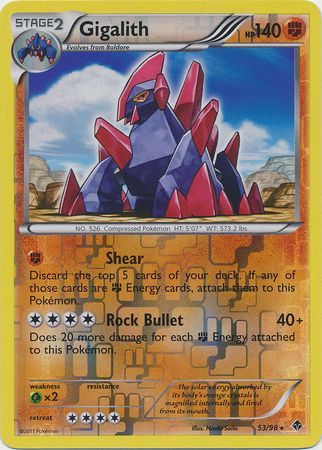 STAGE2
Gigalith
HP140
Evolves from Boldore
NO. 526 Compressed Pokémon HT: 5'07" WT: 573.2 lbs.
Shear
Discard the top 5 cards of your deck. If any of
those cards are Energy cards, attach them to this
Pokémon.
Rock Bullet 40+
Does 20 more damage for each Energy attached
to this Pokémon.
weakness resistance
×2
retreat
The solar energy absorbed by
its body's orange crystals is
magnified internally and fired
from its mouth.
©2011 Pokémon
Illus. Naoki Saito
53/98 ★